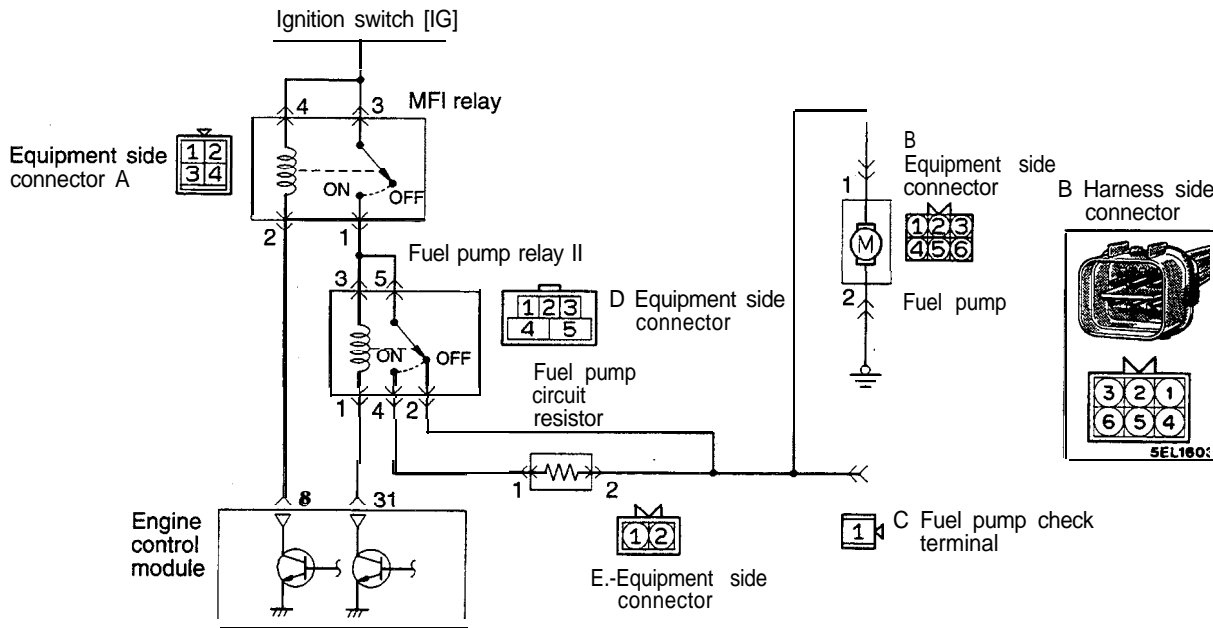 Ignition switch [IG]
4
3
MFI relay
Equipment side
connector A
1 2
3 4
ON
OFF
2
1
Fuel pump relay II
3
5
D Equipment side
connector
1 2 3
4 5
ON
OFF
1
4
2
Fuel pump
circuit
resistor
1
2
8
31
Engine
control
module
1 2
E.-Equipment side
connector
1
B
Equipment side
connector
1 2 3
4 5 6
M
2
Fuel pump
1
C Fuel pump check
terminal
B Harness side
connector
3 2 1
6 5 4